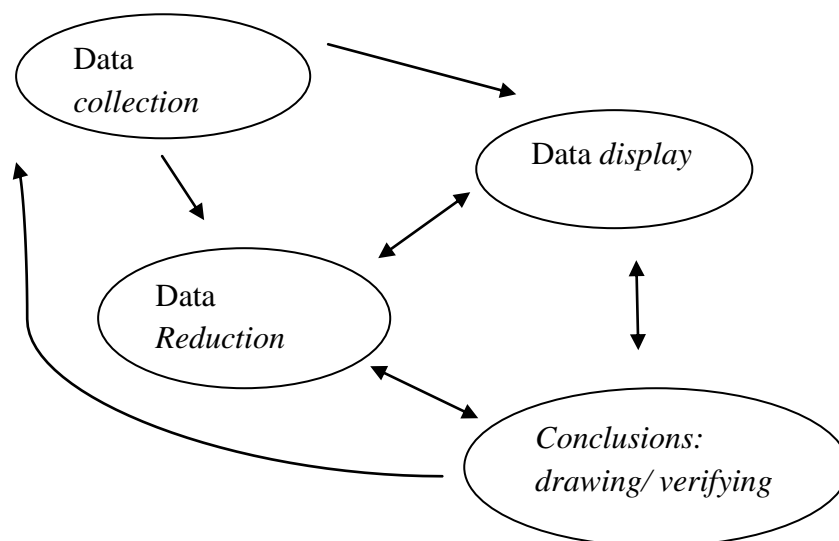 Data
collection
Data display
Data
Reduction
Conclusions:
drawing/ verifying